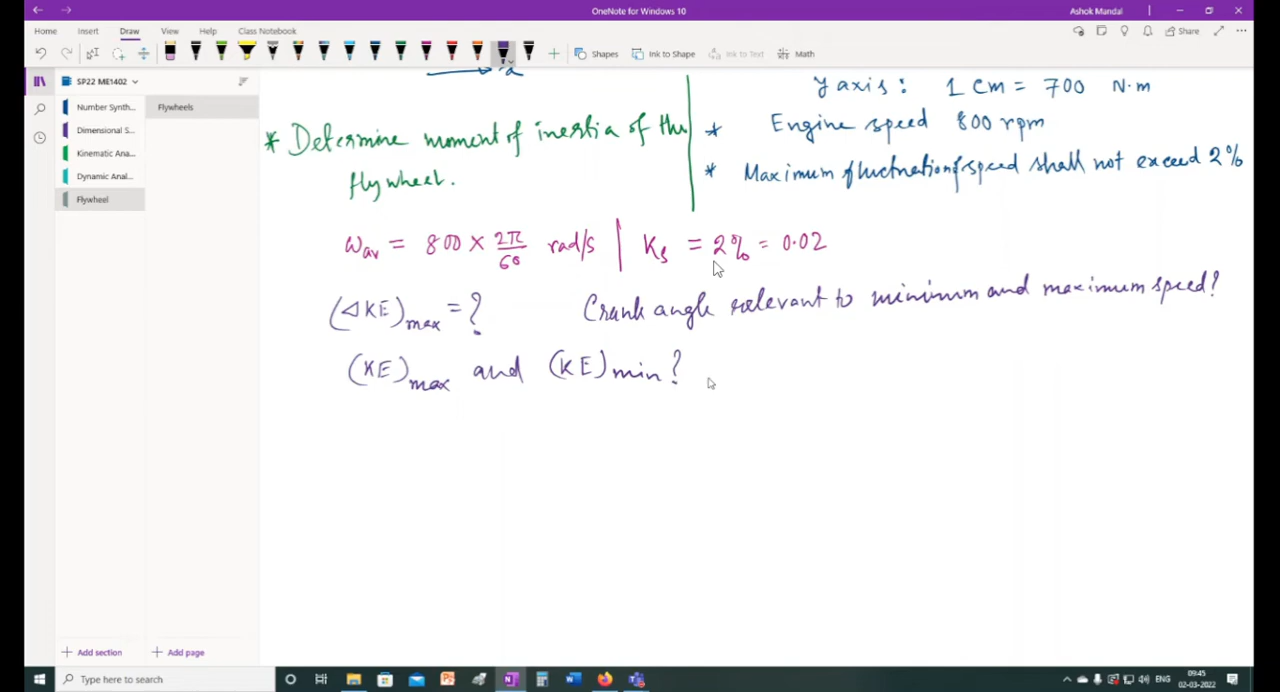 OneNote for Windows 10
Ashok Mandal
Home Insert Draw View Help Class Notebook
Share
Shapes Ink to Shape Ink to Text Math
SP22 ME1402
Number Synth...
Dimensional S...
Kinematic Ana...
Dynamic Anal...
Flywheel
Flywheels
Y axis : 1 cm = 700 N.m
* Determine moment of inertia of the
flywheel.
* Engine speed 800 rpm
* Maximum fluctuation of speed shall not exceed 2%
ωav = 800 × 2π/60 rad/s | Ks = 2% = 0.02
(ΔKE)max = ? Crank angle relevant to minimum and maximum speed?
(KE)max and (KE)min?
Add section Add page
Type here to search
ENG
09:45
02-03-2022